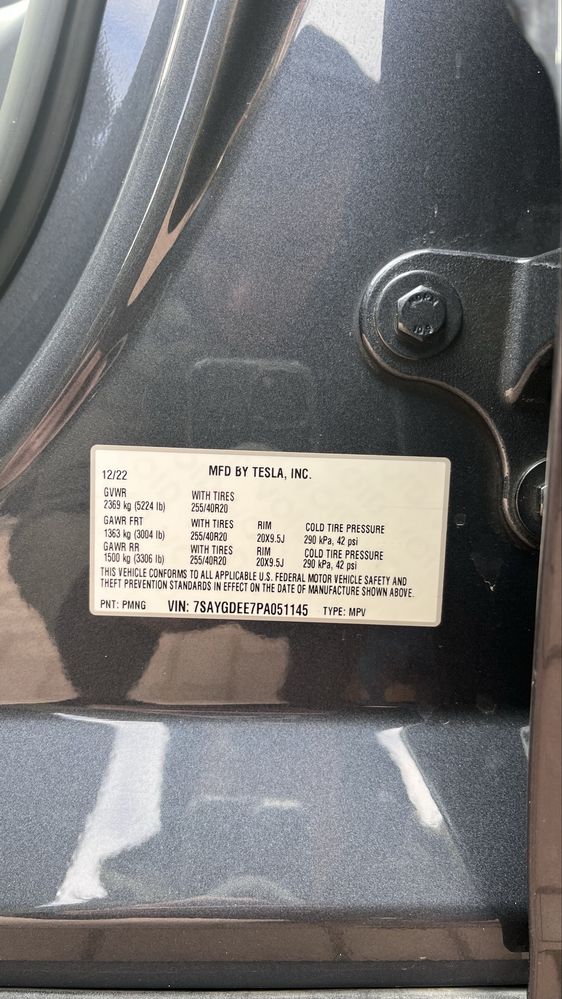 12/22 MFD BY TESLA, INC.
GVWR WITH TIRES
2369 kg (5224 lb) 255/40R20
GAWR FRT WITH TIRES RIM COLD TIRE PRESSURE
1363 kg (3004 lb) 255/40R20 20X9.5J 290 kPa, 42 psi
GAWR RR WITH TIRES RIM COLD TIRE PRESSURE
1500 kg (3306 lb) 255/40R20 20X9.5J 290 kPa, 42 psi
THIS VEHICLE CONFORMS TO ALL APPLICABLE U.S. FEDERAL MOTOR VEHICLE SAFETY AND
THEFT PREVENTION STANDARDS IN EFFECT ON THE DATE OF MANUFACTURE SHOWN ABOVE.
PNT: PMNG VIN: 7SAYGDEE7PA051145 TYPE: MPV